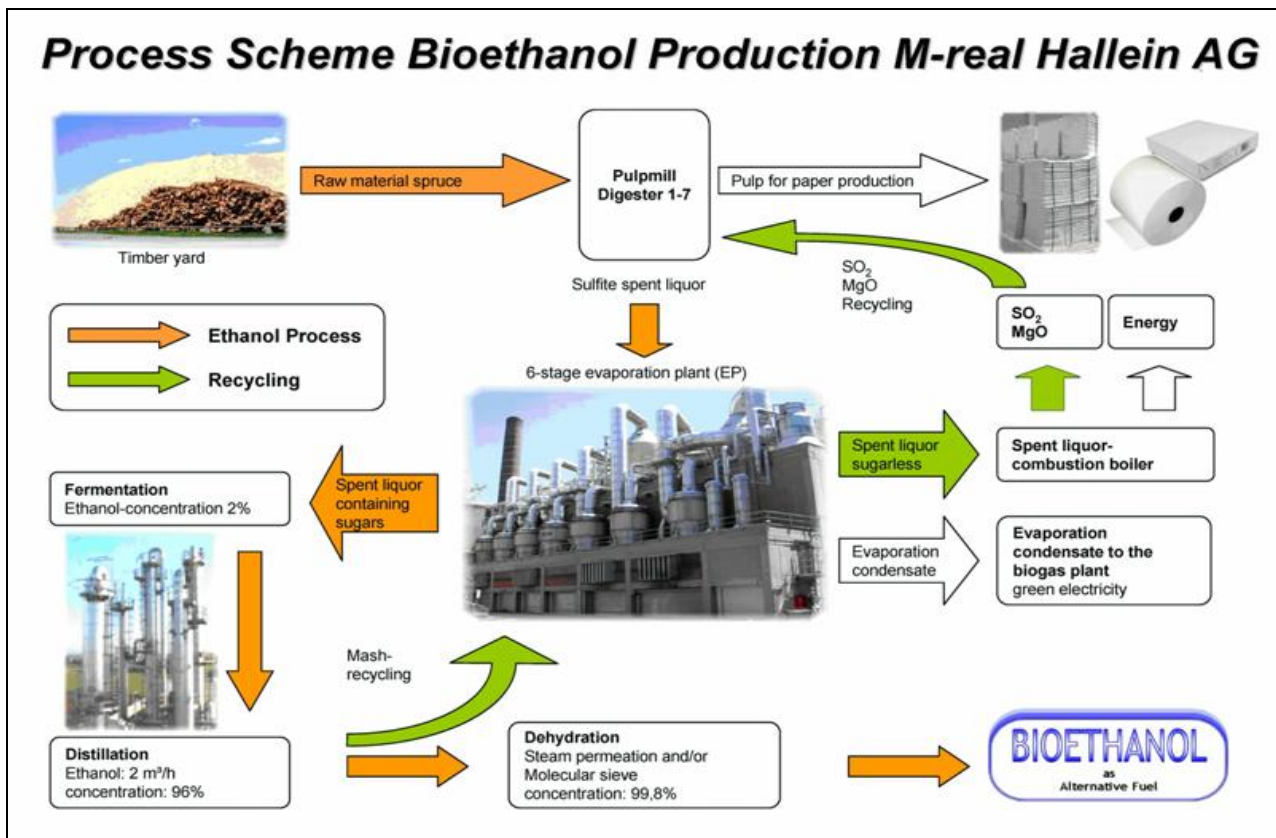 Process Scheme Bioethanol Production M-real Hallein AG
Timber yard
Raw material spruce
Pulpmill
Digester 1-7
Pulp for paper production
Sulfite spent liquor
SO₂
MgO
Recycling
SO₂
MgO
Energy
Ethanol Process
Recycling
6-stage evaporation plant (EP)
Spent liquor
sugarless
Spent liquor-
combustion boiler
Fermentation
Ethanol-concentration 2%
Spent liquor
containing
sugars
Evaporation
condensate
Evaporation
condensate to the
biogas plant
green electricity
Mash-
recycling
Distillation
Ethanol: 2 m³/h
concentration: 96%
Dehydration
Steam permeation and/or
Molecular sieve
concentration: 99,8%
BIOETHANOL
as
Alternative Fuel